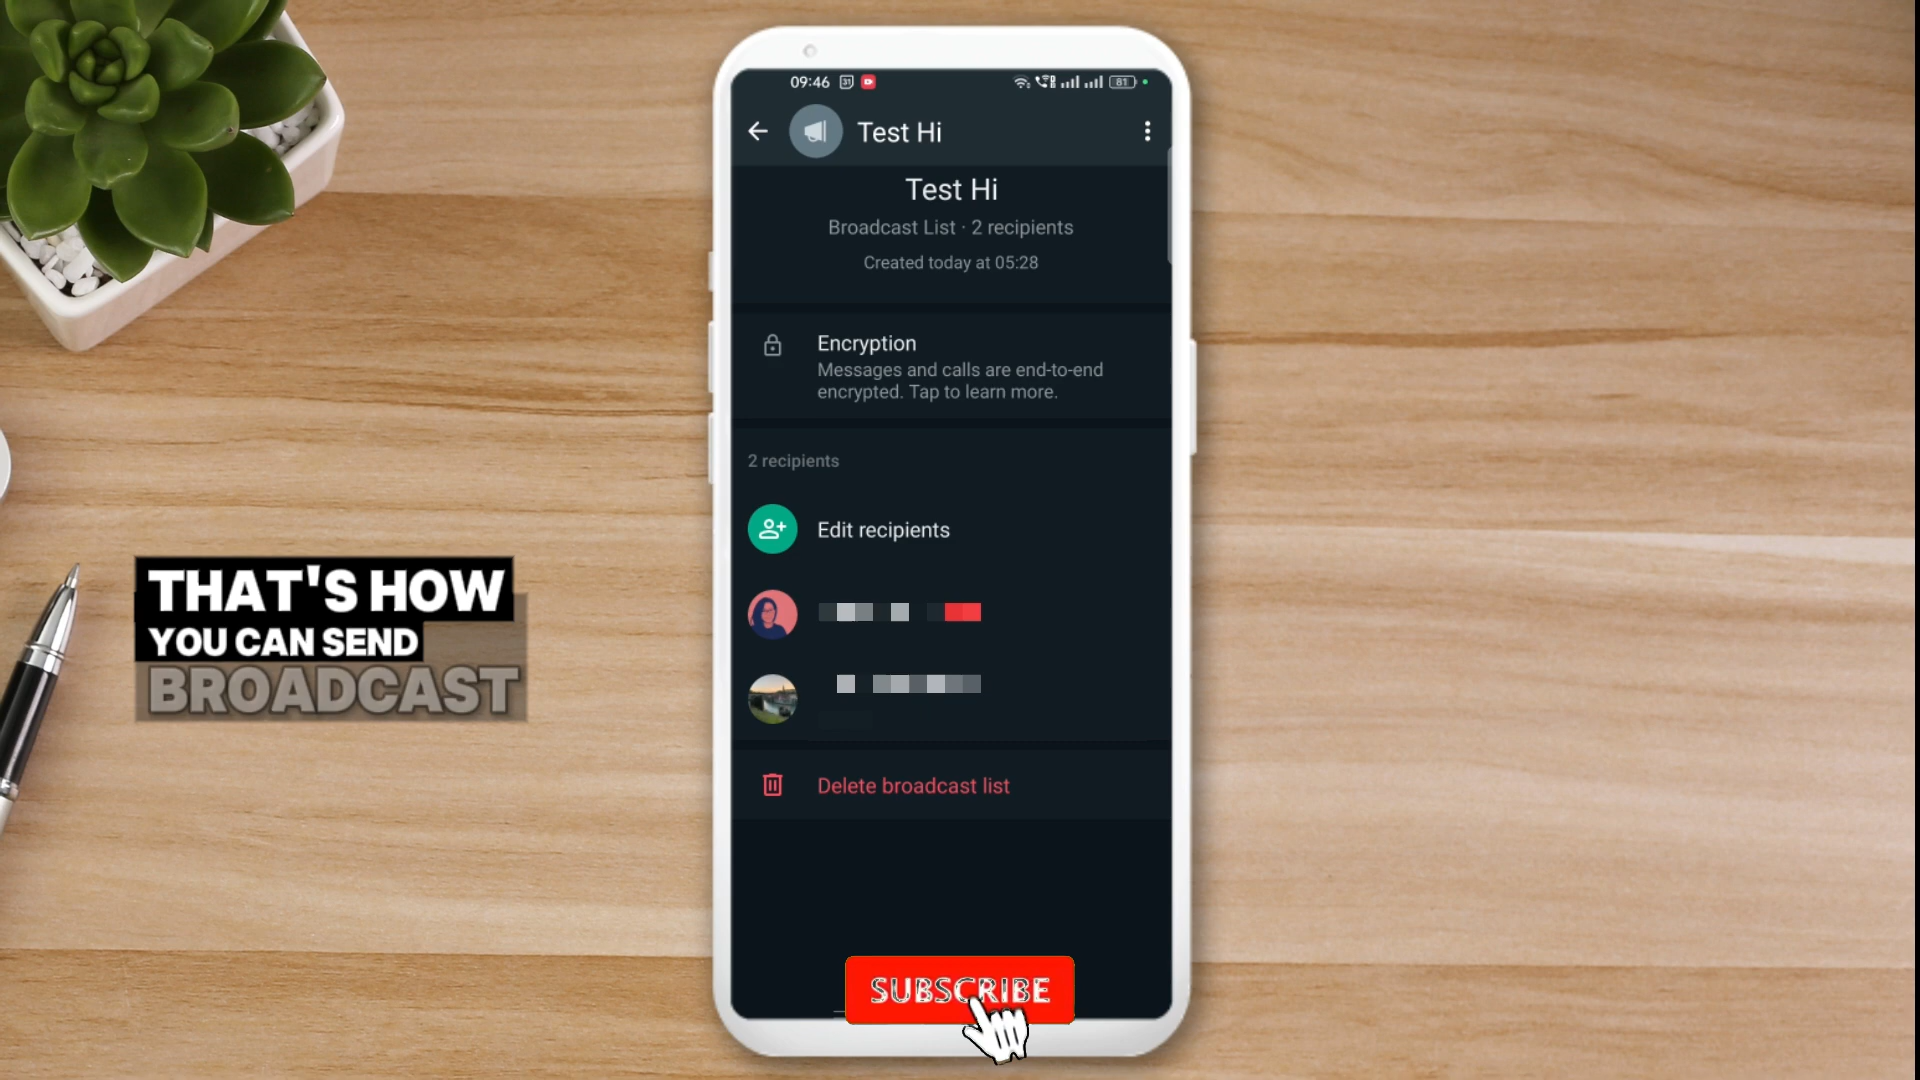 09:46 31 81
Test Hi
Test Hi
Broadcast List · 2 recipients
Created today at 05:28
Encryption
Messages and calls are end-to-end
encrypted. Tap to learn more.
2 recipients
Edit recipients
Delete broadcast list
THAT'S HOW
YOU CAN SEND
BROADCAST
SUBSCRIBE